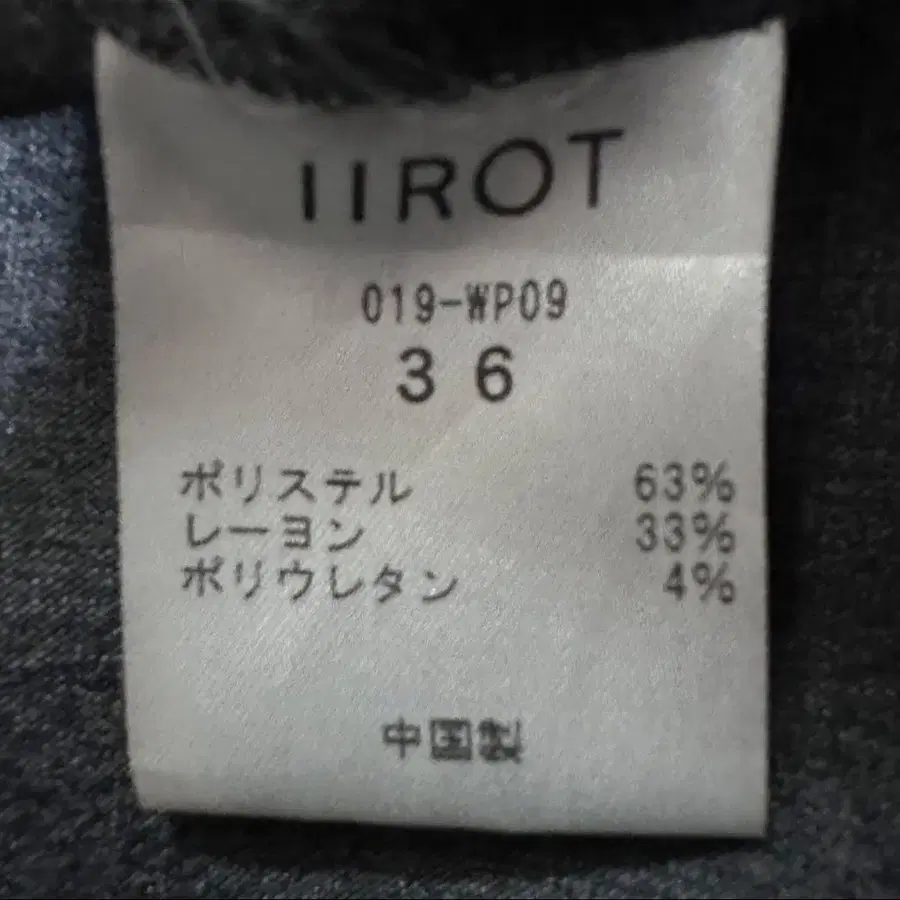 IIROT
019-WP09
36
ポリステル 63%
レーヨン 33%
ポリウレタン 4%
中国製